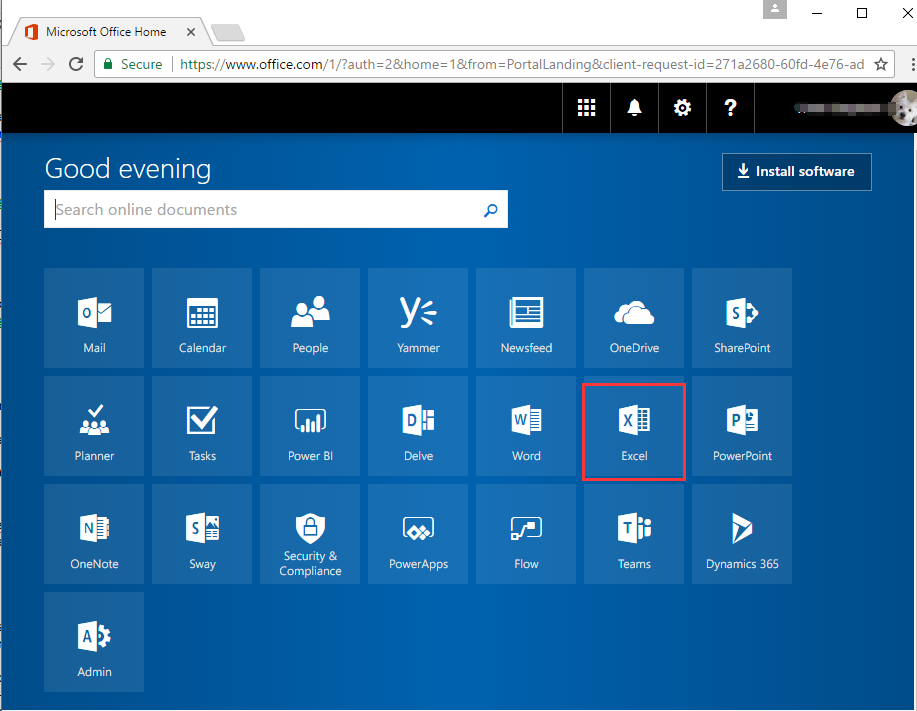 Microsoft Office Home
Secure
https://www.office.com/1/?auth=2&home=1&from=PortalLanding&client-request-id=271a2680-60fd-4e76-ad
?
Good evening
Install software
Search online documents
Mail
Calendar
People
Yammer
Newsfeed
OneDrive
SharePoint
Planner
Tasks
Power BI
Delve
Word
Excel
PowerPoint
OneNote
Sway
Security &
Compliance
PowerApps
Flow
Teams
Dynamics 365
Admin